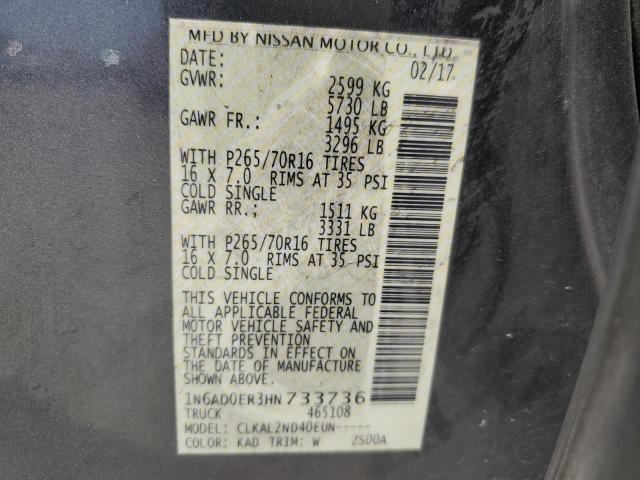 MFD BY NISSAN MOTOR CO., LTD.
DATE: 02/17
GVWR: 2599 KG
5730 LB
GAWR FR.: 1495 KG
3296 LB
WITH P265/70R16 TIRES
16 X 7.0 RIMS AT 35 PSI
COLD SINGLE
GAWR RR.; 1511 KG
3331 LB
WITH P265/70R16 TIRES
16 X 7.0 RIMS AT 35 PSI
COLD SINGLE
THIS VEHICLE CONFORMS TO
ALL APPLICABLE FEDERAL
MOTOR VEHICLE SAFETY AND
THEFT PREVENTION
STANDARDS IN EFFECT ON
THE DATE OF MANUFACTURE
SHOWN ABOVE.
1N6AD0ER3HN733736
TRUCK 465108
MODEL: CLKAL2ND40EUN-----
COLOR: KAD TRIM: W 2S00A